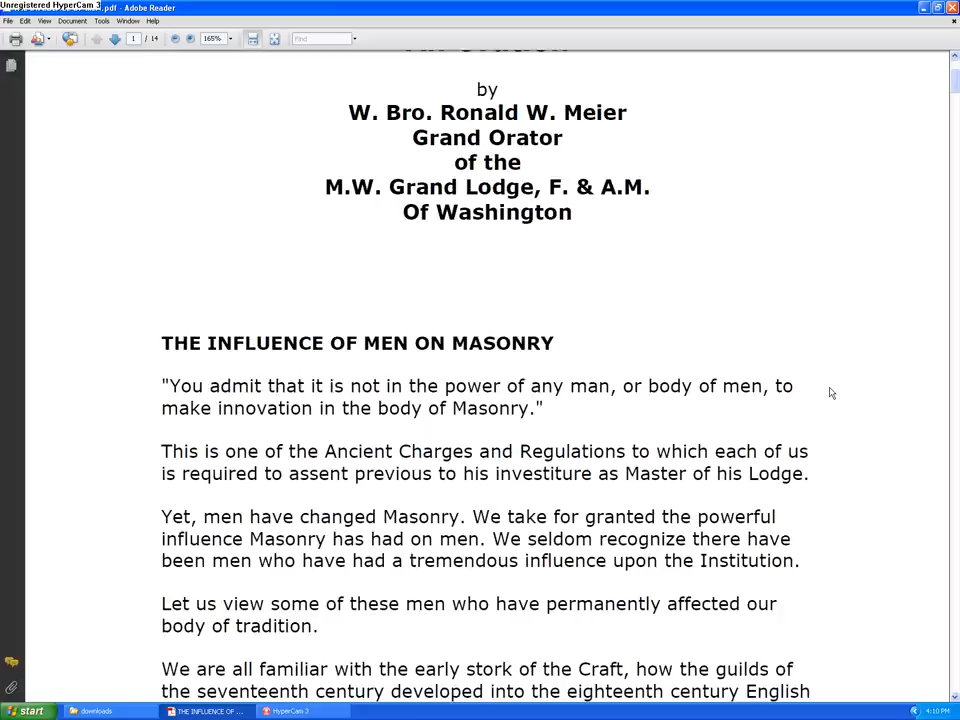 Unregistered HyperCam 3
.pdf - Adobe Reader
File Edit View Document Tools Window Help
1 / 14 165% Find
by
W. Bro. Ronald W. Meier
Grand Orator
of the
M.W. Grand Lodge, F. & A.M.
Of Washington
THE INFLUENCE OF MEN ON MASONRY
"You admit that it is not in the power of any man, or body of men, to
make innovation in the body of Masonry."
This is one of the Ancient Charges and Regulations to which each of us
is required to assent previous to his investiture as Master of his Lodge.
Yet, men have changed Masonry. We take for granted the powerful
influence Masonry has had on men. We seldom recognize there have
been men who have had a tremendous influence upon the Institution.
Let us view some of these men who have permanently affected our
body of tradition.
We are all familiar with the early stork of the Craft, how the guilds of
the seventeenth century developed into the eighteenth century English
start downloads THE INFLUENCE OF ... HyperCam 3 4:10 PM